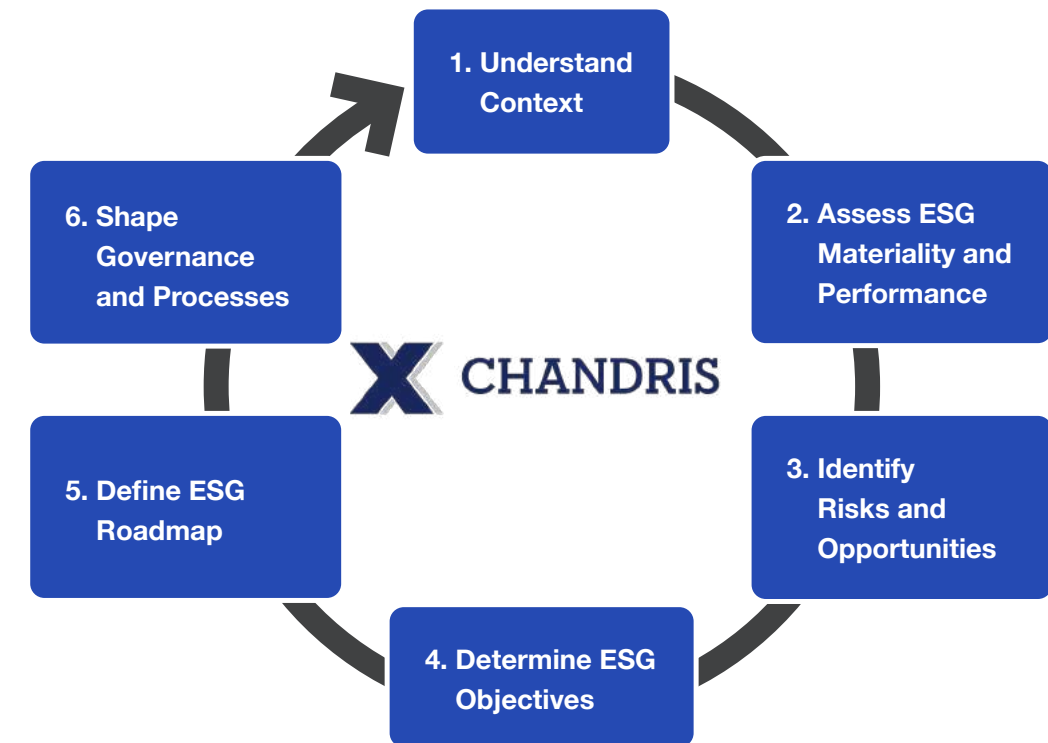 1. Understand
Context
2. Assess ESG
Materiality and
Performance
3. Identify
Risks and
Opportunities
4. Determine ESG
Objectives
5. Define ESG
Roadmap
6. Shape
Governance
and Processes
X CHANDRIS